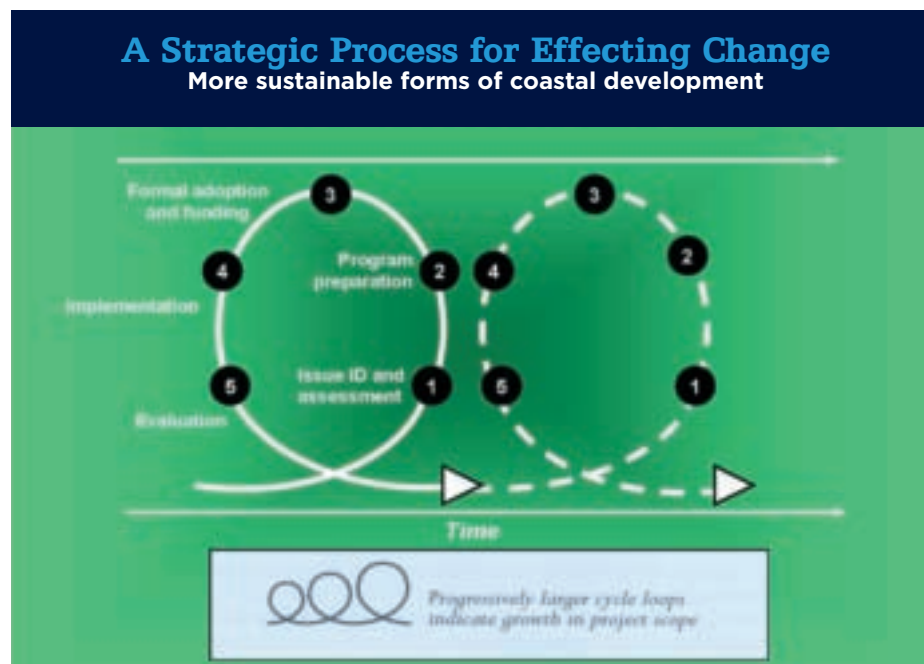 A Strategic Process for Effecting Change
More sustainable forms of coastal development
Formal adoption
and funding
3
3
4
Program
preparation
2
4
2
Implementation
5
Issue ID and
assessment
1
5
1
Evaluation
Time
Progressively larger cycle loops
indicate growth in project scope